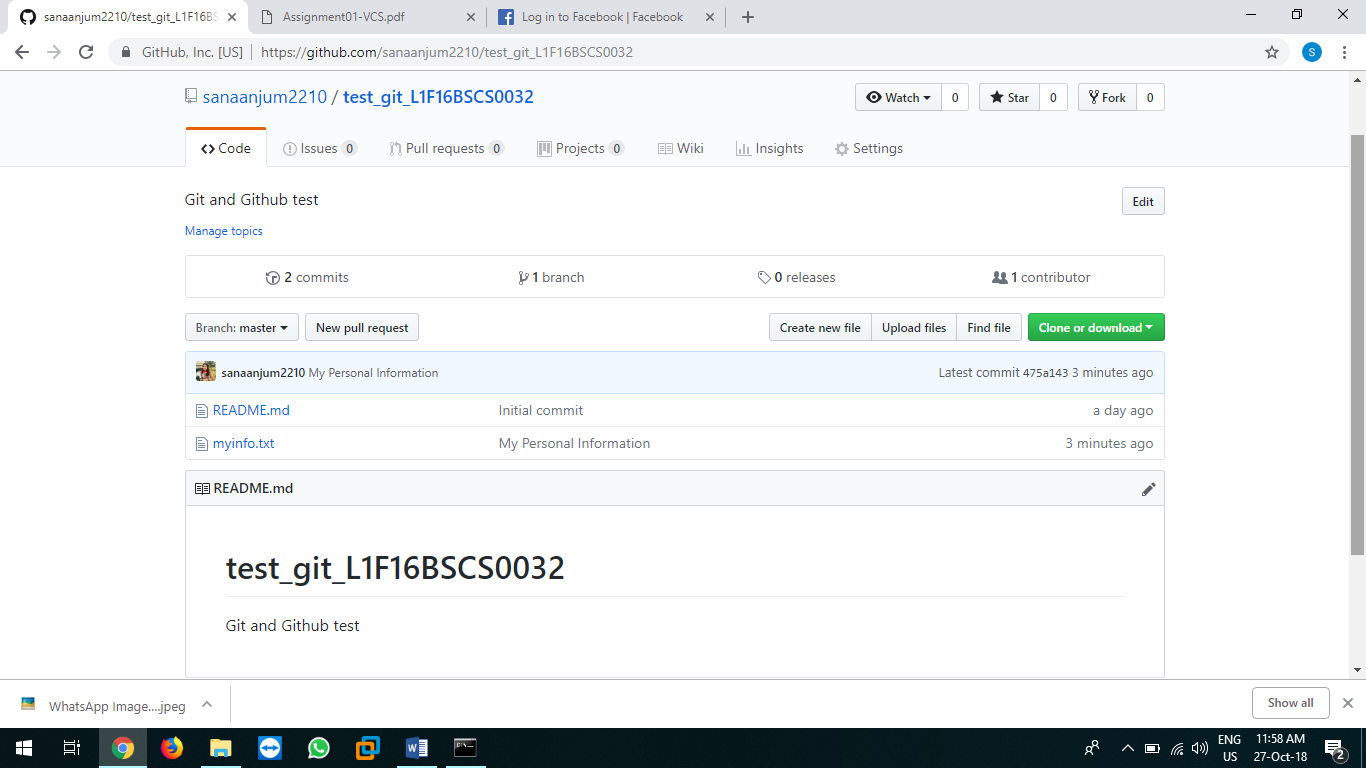 sanaanjum2210/test_git_L1F16BS
Assignment01-VCS.pdf
Log in to Facebook | Facebook
GitHub, Inc. [US] | https://github.com/sanaanjum2210/test_git_L1F16BSCS0032
S
sanaanjum2210 / test_git_L1F16BSCS0032
Watch 0 Star 0 Fork 0
Code Issues 0 Pull requests 0 Projects 0 Wiki Insights Settings
Git and Github test
Edit
Manage topics
2 commits 1 branch 0 releases 1 contributor
Branch: master New pull request Create new file Upload files Find file Clone or download
sanaanjum2210 My Personal Information Latest commit 475a143 3 minutes ago
README.md Initial commit a day ago
myinfo.txt My Personal Information 3 minutes ago
README.md
test_git_L1F16BSCS0032
Git and Github test
WhatsApp Image....jpeg
Show all
ENG 11:58 AM
US 27-Oct-18
2